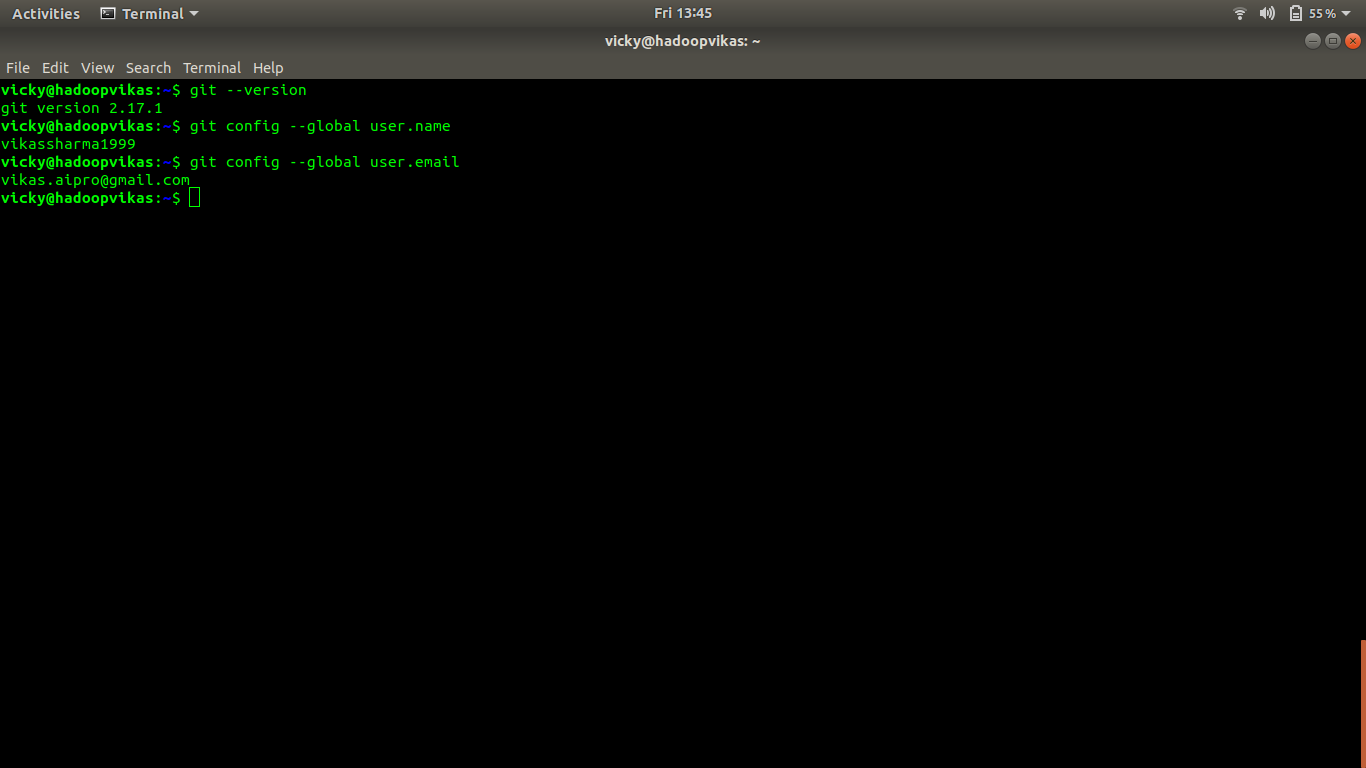 Activities Terminal Fri 13:45 55%
vicky@hadoopvikas: ~
File Edit View Search Terminal Help
vicky@hadoopvikas:~$ git --version
git version 2.17.1
vicky@hadoopvikas:~$ git config --global user.name
vikassharma1999
vicky@hadoopvikas:~$ git config --global user.email
vikas.aipro@gmail.com
vicky@hadoopvikas:~$